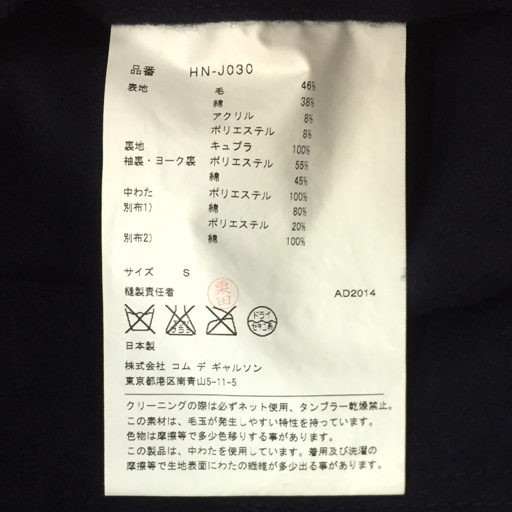 品番 HN-J030
表地 毛 46%
綿 38%
アクリル 8%
ポリエステル 8%
裏地 キュプラ 100%
袖裏・ヨーク裏 ポリエステル 55%
綿 45%
中わた ポリエステル 100%
別布1) 綿 80%
ポリエステル 20%
別布2) 綿 100%
サイズ S
縫製責任者 栗田 AD2014
ドライ
セキユ系
日本製
株式会社 コム デ ギャルソン
東京都港区南青山5-11-5
クリーニングの際は必ずネット使用、タンブラー乾燥禁止。
この素材は、毛玉が発生しやすい特性を持っています。
色物は摩擦等で多少色移りする事が有ります。
この製品は、中わたを使用しています。着用及び洗濯の
摩擦等で生地表面にわたの繊維が多少出る事があります。